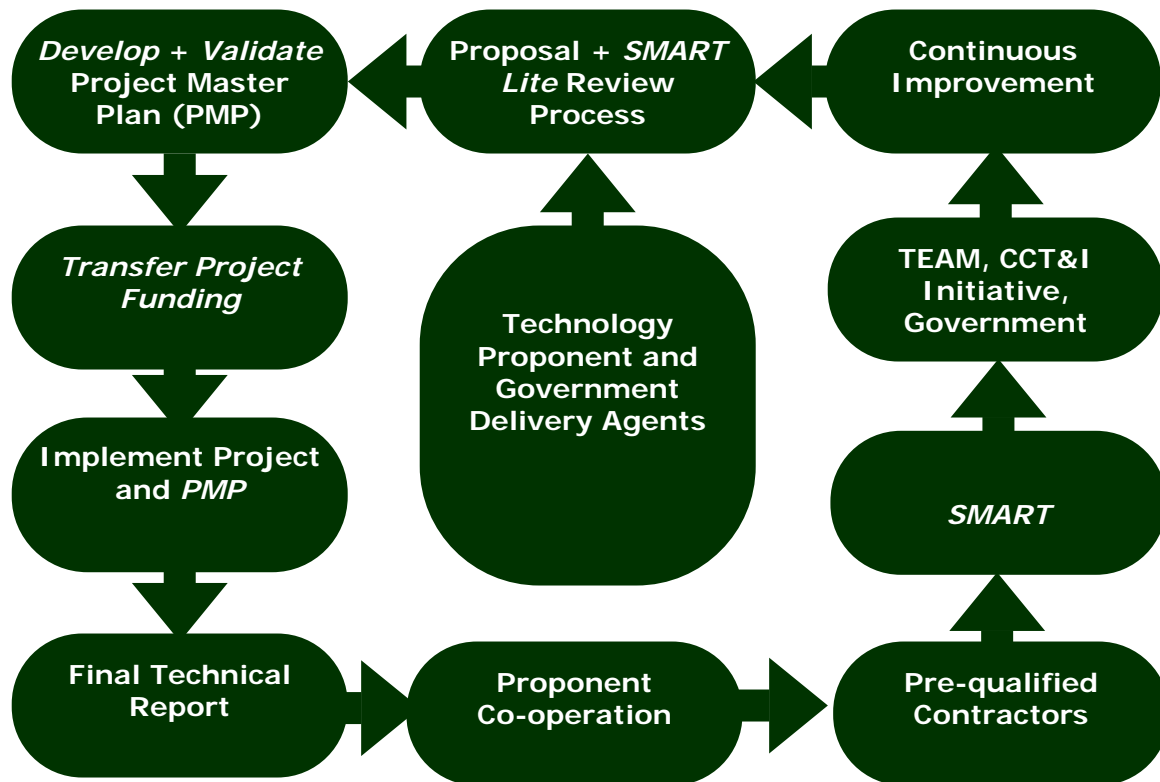 Develop + Validate
Project Master
Plan (PMP)
Proposal + SMART
Lite Review
Process
Continuous
Improvement
Transfer Project
Funding
Technology
Proponent and
Government
Delivery Agents
TEAM, CCT&I
Initiative,
Government
Implement Project
and PMP
SMART
Final Technical
Report
Proponent
Co-operation
Pre-qualified
Contractors